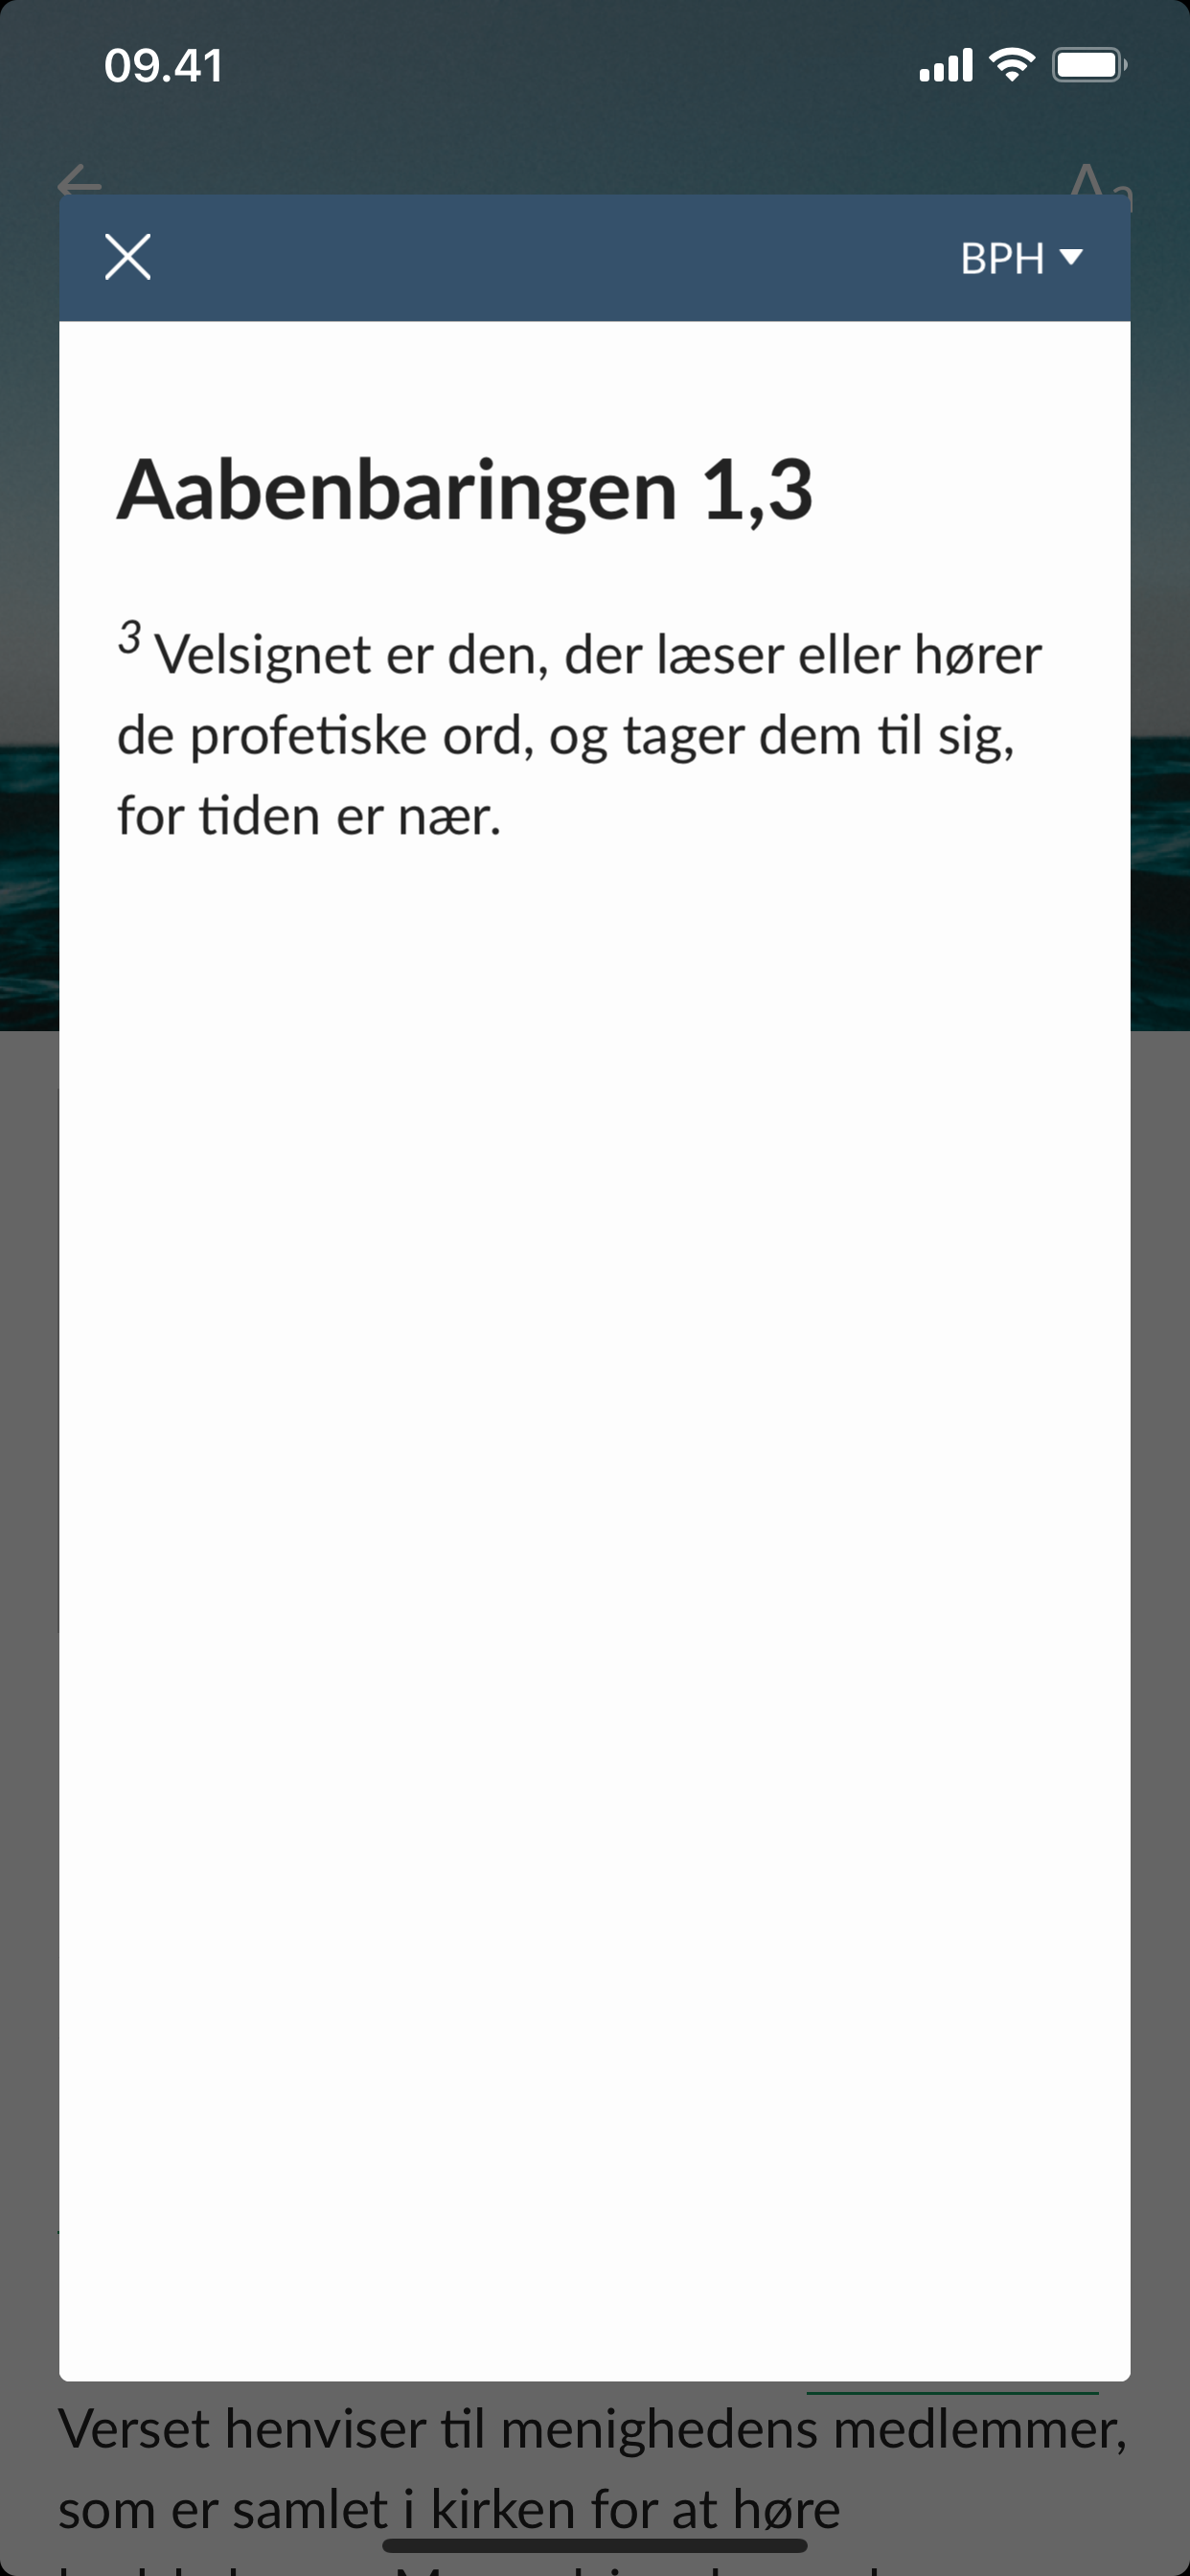 09.41
BPH
Aabenbaringen 1,3
3 Velsignet er den, der læser eller hører
de profetiske ord, og tager dem til sig,
for tiden er nær.
Verset henviser til menighedens medlemmer,
som er samlet i kirken for at høre